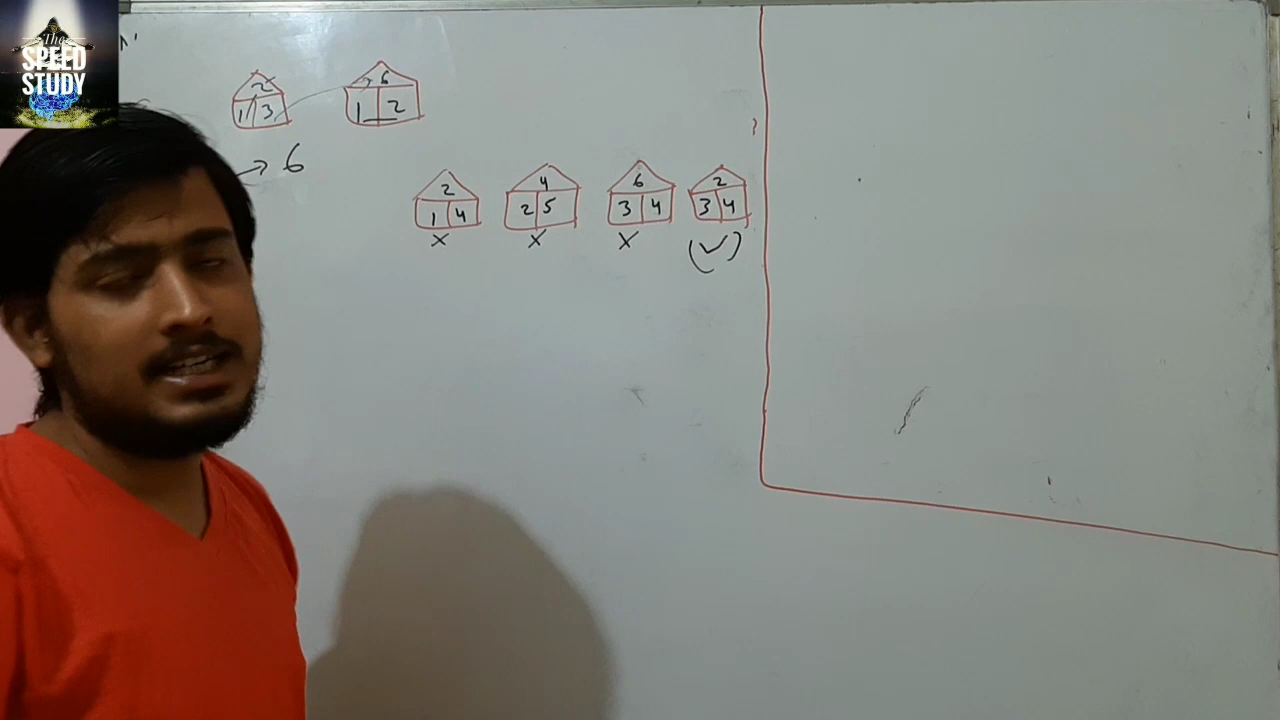 The
SPEED
STUDY
2 6
1 3 1 2
→ 6
2 4 6 2
1 4 2 5 3 4 3 4
× × × (✓)